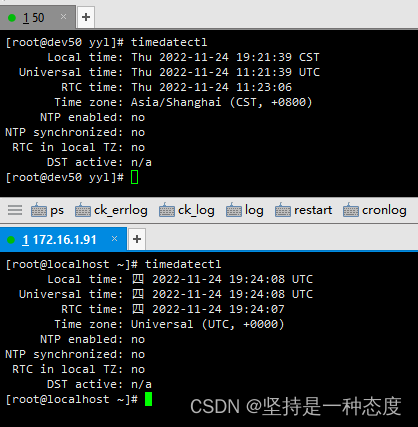 1 50 × +
[root@dev50 yyl]# timedatectl
Local time: Thu 2022-11-24 19:21:39 CST
Universal time: Thu 2022-11-24 11:21:39 UTC
RTC time: Thu 2022-11-24 11:23:06
Time zone: Asia/Shanghai (CST, +0800)
NTP enabled: no
NTP synchronized: no
RTC in local TZ: no
DST active: n/a
[root@dev50 yyl]#
ps ck_errlog ck_log log restart cronlog
1 172.16.1.91 × +
[root@localhost ~]# timedatectl
Local time: 四 2022-11-24 19:24:08 UTC
Universal time: 四 2022-11-24 19:24:08 UTC
RTC time: 四 2022-11-24 19:24:07
Time zone: Universal (UTC, +0000)
NTP enabled: no
NTP synchronized: no
RTC in local TZ: no
DST active: n/a
[root@localhost ~]#
CSDN @坚持是一种态度